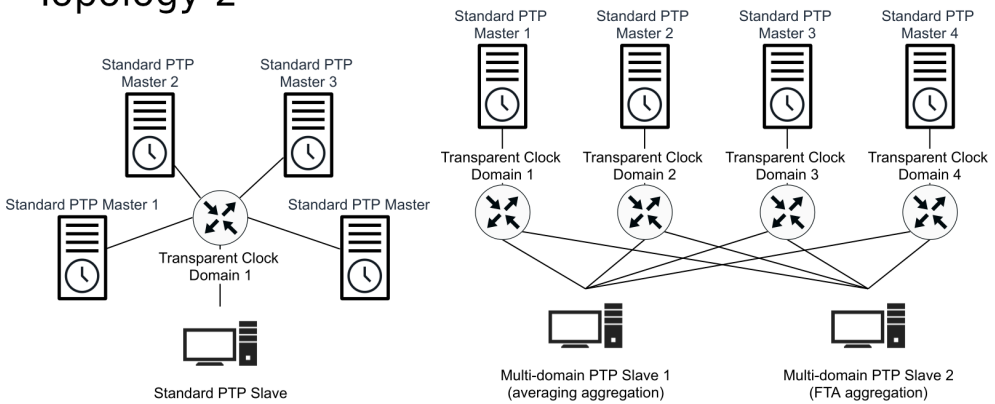 Topology 2
Standard PTP
Master 2
Standard PTP
Master 3
Standard PTP Master 1
Standard PTP Master
Transparent Clock
Domain 1
Standard PTP Slave
Standard PTP
Master 1
Standard PTP
Master 2
Standard PTP
Master 3
Standard PTP
Master 4
Transparent Clock
Domain 1
Transparent Clock
Domain 2
Transparent Clock
Domain 3
Transparent Clock
Domain 4
Multi-domain PTP Slave 1
(averaging aggregation)
Multi-domain PTP Slave 2
(FTA aggregation)